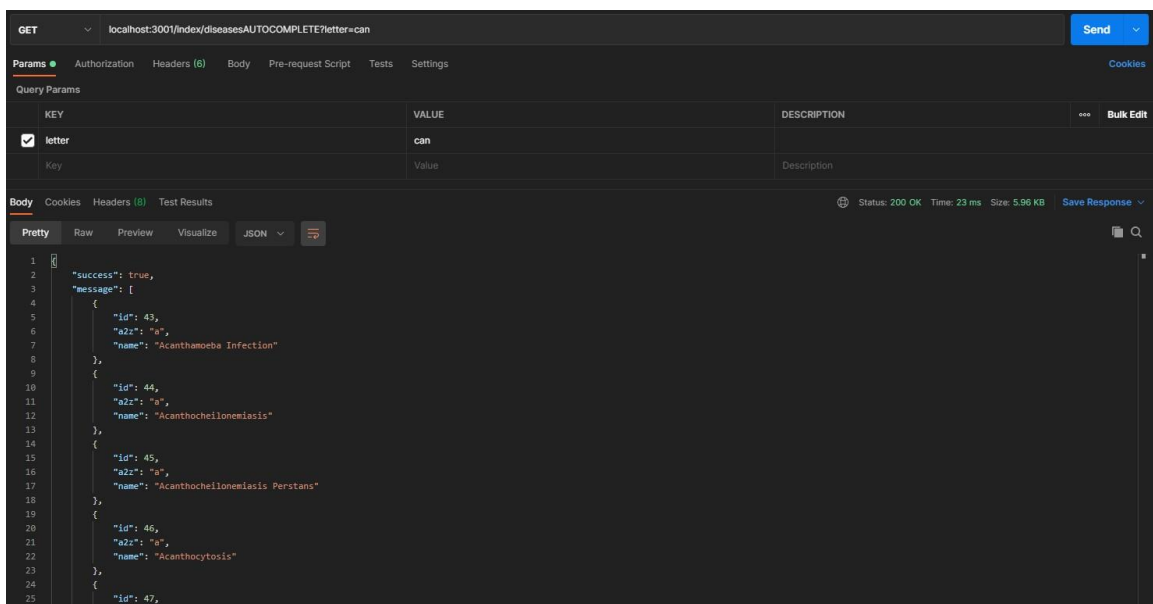 GET localhost:3001/index/diseasesAUTOCOMPLETE?letter=can Send
Params Authorization Headers (6) Body Pre-request Script Tests Settings Cookies
Query Params
KEY VALUE DESCRIPTION ooo Bulk Edit
letter can
Key Value Description
Body Cookies Headers (8) Test Results Status: 200 OK Time: 23 ms Size: 5.96 KB Save Response
Pretty Raw Preview Visualize JSON
1 {
2 "success": true,
3 "message": [
4 {
5 "id": 43,
6 "a2z": "a",
7 "name": "Acanthamoeba Infection"
8 },
9 {
10 "id": 44,
11 "a2z": "a",
12 "name": "Acanthocheilonemiasis"
13 },
14 {
15 "id": 45,
16 "a2z": "a",
17 "name": "Acanthocheilonemiasis Perstans"
18 },
19 {
20 "id": 46,
21 "a2z": "a",
22 "name": "Acanthocytosis"
23 },
24 {
25 "id": 47,